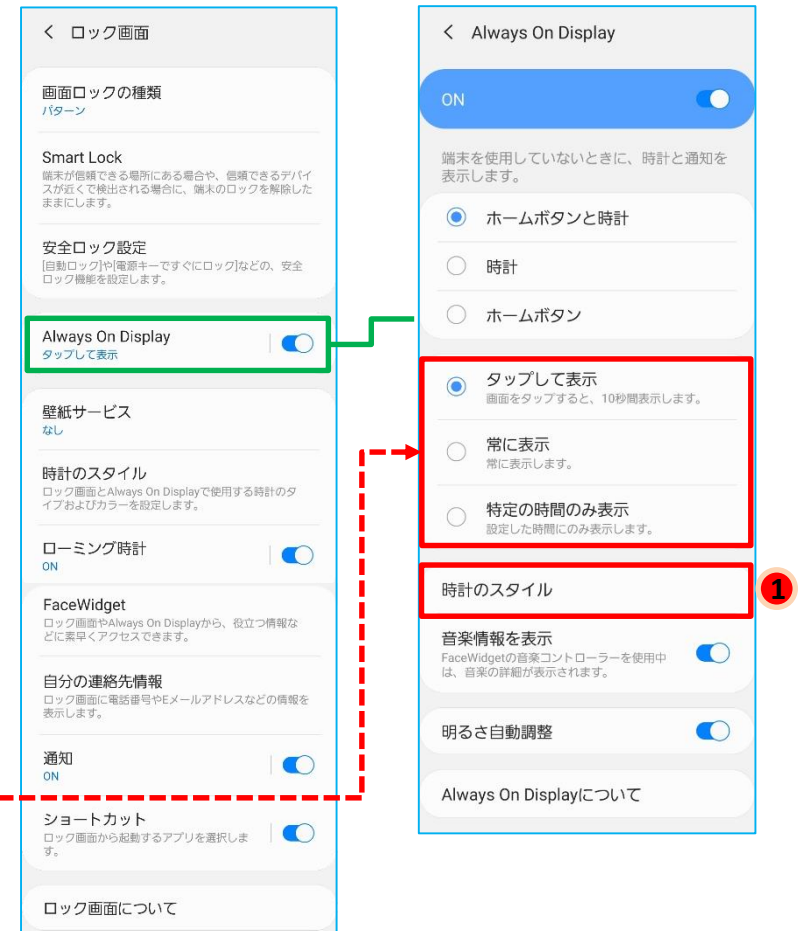 ロック画面
画面ロックの種類
パターン
Smart Lock
端末が信頼できる場所にある場合や、信頼できるデバイ
スが近くで検出される場合に、端末のロックを解除した
ままにします。
安全ロック設定
[自動ロック]や[電源キーですぐにロック]などの、安全
ロック機能を設定します。
Always On Display
タップして表示
壁紙サービス
なし
時計のスタイル
ロック画面とAlways On Displayで使用する時計のタ
イプおよびカラーを設定します。
ローミング時計
ON
FaceWidget
ロック画面やAlways On Displayから、役立つ情報な
どに素早くアクセスできます。
自分の連絡先情報
ロック画面に電話番号やEメールアドレスなどの情報を
表示します。
通知
ON
ショートカット
ロック画面から起動するアプリを選択しま
す。
ロック画面について
Always On Display
ON
端末を使用していないときに、時計と通知を
表示します。
ホームボタンと時計
時計
ホームボタン
タップして表示
画面をタップすると、10秒間表示します。
常に表示
常に表示します。
特定の時間のみ表示
設定した時間にのみ表示します。
時計のスタイル
1
音楽情報を表示
FaceWidgetの音楽コントローラーを使用中
は、音楽の詳細が表示されます。
明るさ自動調整
Always On Displayについて